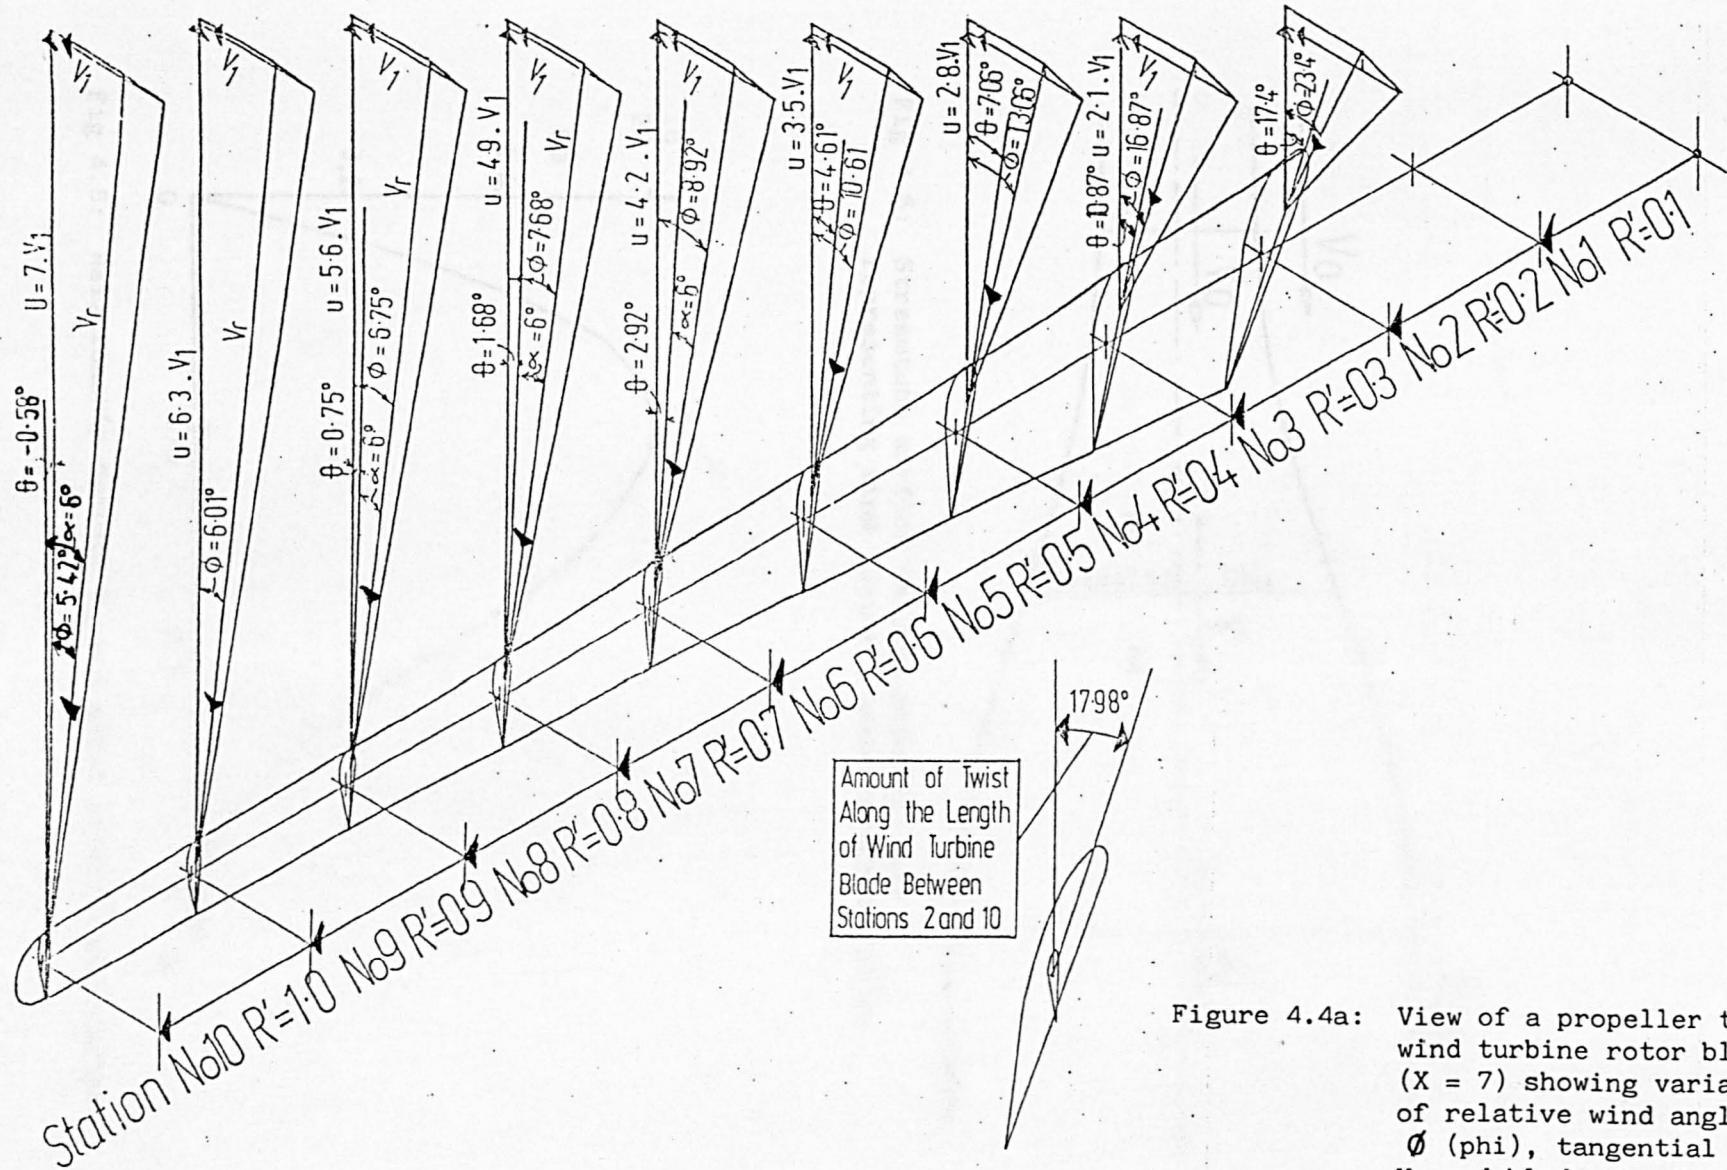 U=7.V₁
V₁
Vr
θ=-0·58°
Φ=5·42°
α=6°
V₁
u=6·3.V₁
Vr
Φ=6·01°
V₁
u=5·6.V₁
Vr
θ=0·75°
Φ=6·75°
α=6°
V₁
u=4·9.V₁
Vr
θ=1·68°
Φ=7·68°
α=6°
V₁
u=4·2.V₁
θ=2·92°
Φ=8·92°
α=6°
V₁
u=3·5.V₁
θ=4·61°
Φ=10·61
u=2·8.V₁
θ=7·06°
Φ=13·06°
V₁
u=2·1.V₁
θ=10·87°
Φ=16·87°
θ=17·4°
Φ=23·4°
Station No10 R'=1·0 No9 R'=0·9 No8 R'=0·8 No7 R'=0·7 No6 R'=0·6 No5 R'=0·5 No4 R'=0·4 No3 R'=0·3 No2 R'=0·2 No1 R'=0·1
17·98°
Amount of Twist
Along the Length
of Wind Turbine
Blade Between
Stations 2 and 10
Figure 4.4a: View of a propeller t
wind turbine rotor bl
(X = 7) showing varia
of relative wind angl
Ø (phi), tangential